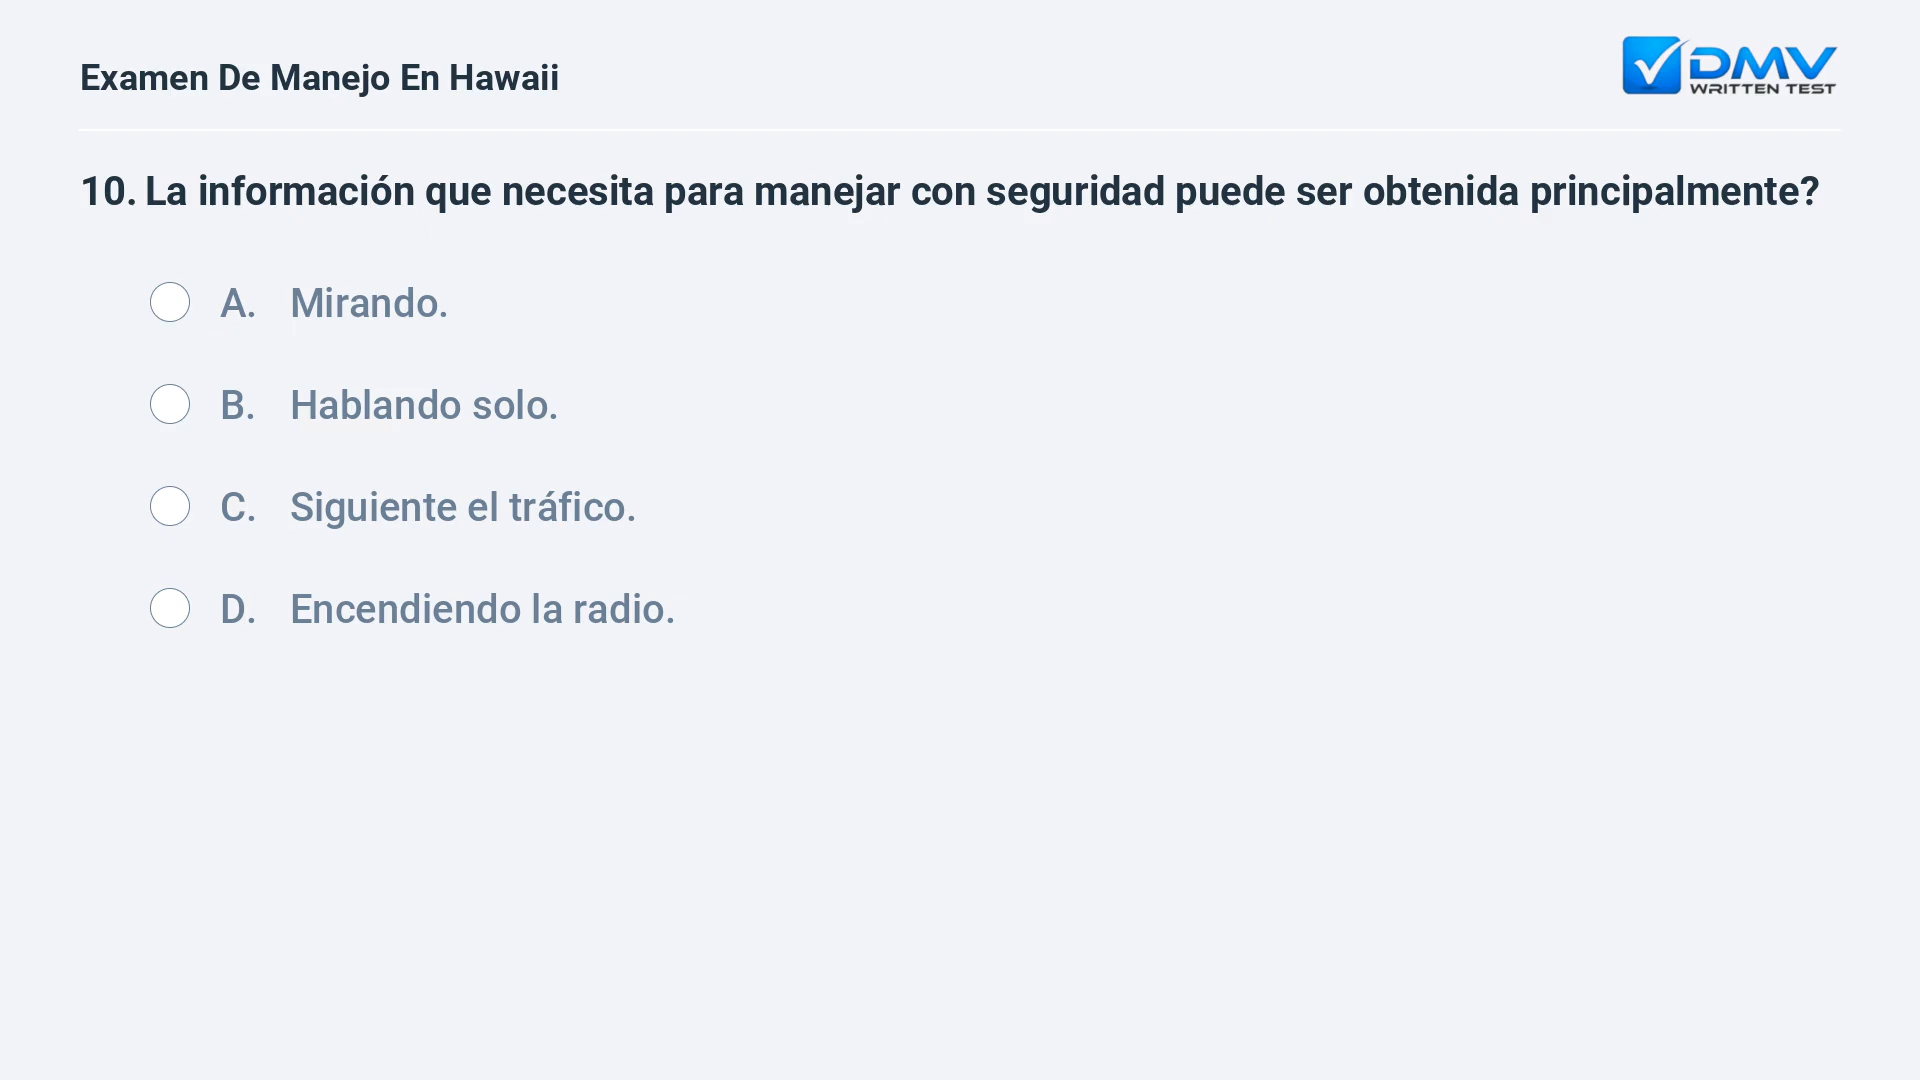 Examen De Manejo En Hawaii
DMV
WRITTEN TEST
10. La información que necesita para manejar con seguridad puede ser obtenida principalmente?
A. Mirando.
B. Hablando solo.
C. Siguiente el tráfico.
D. Encendiendo la radio.